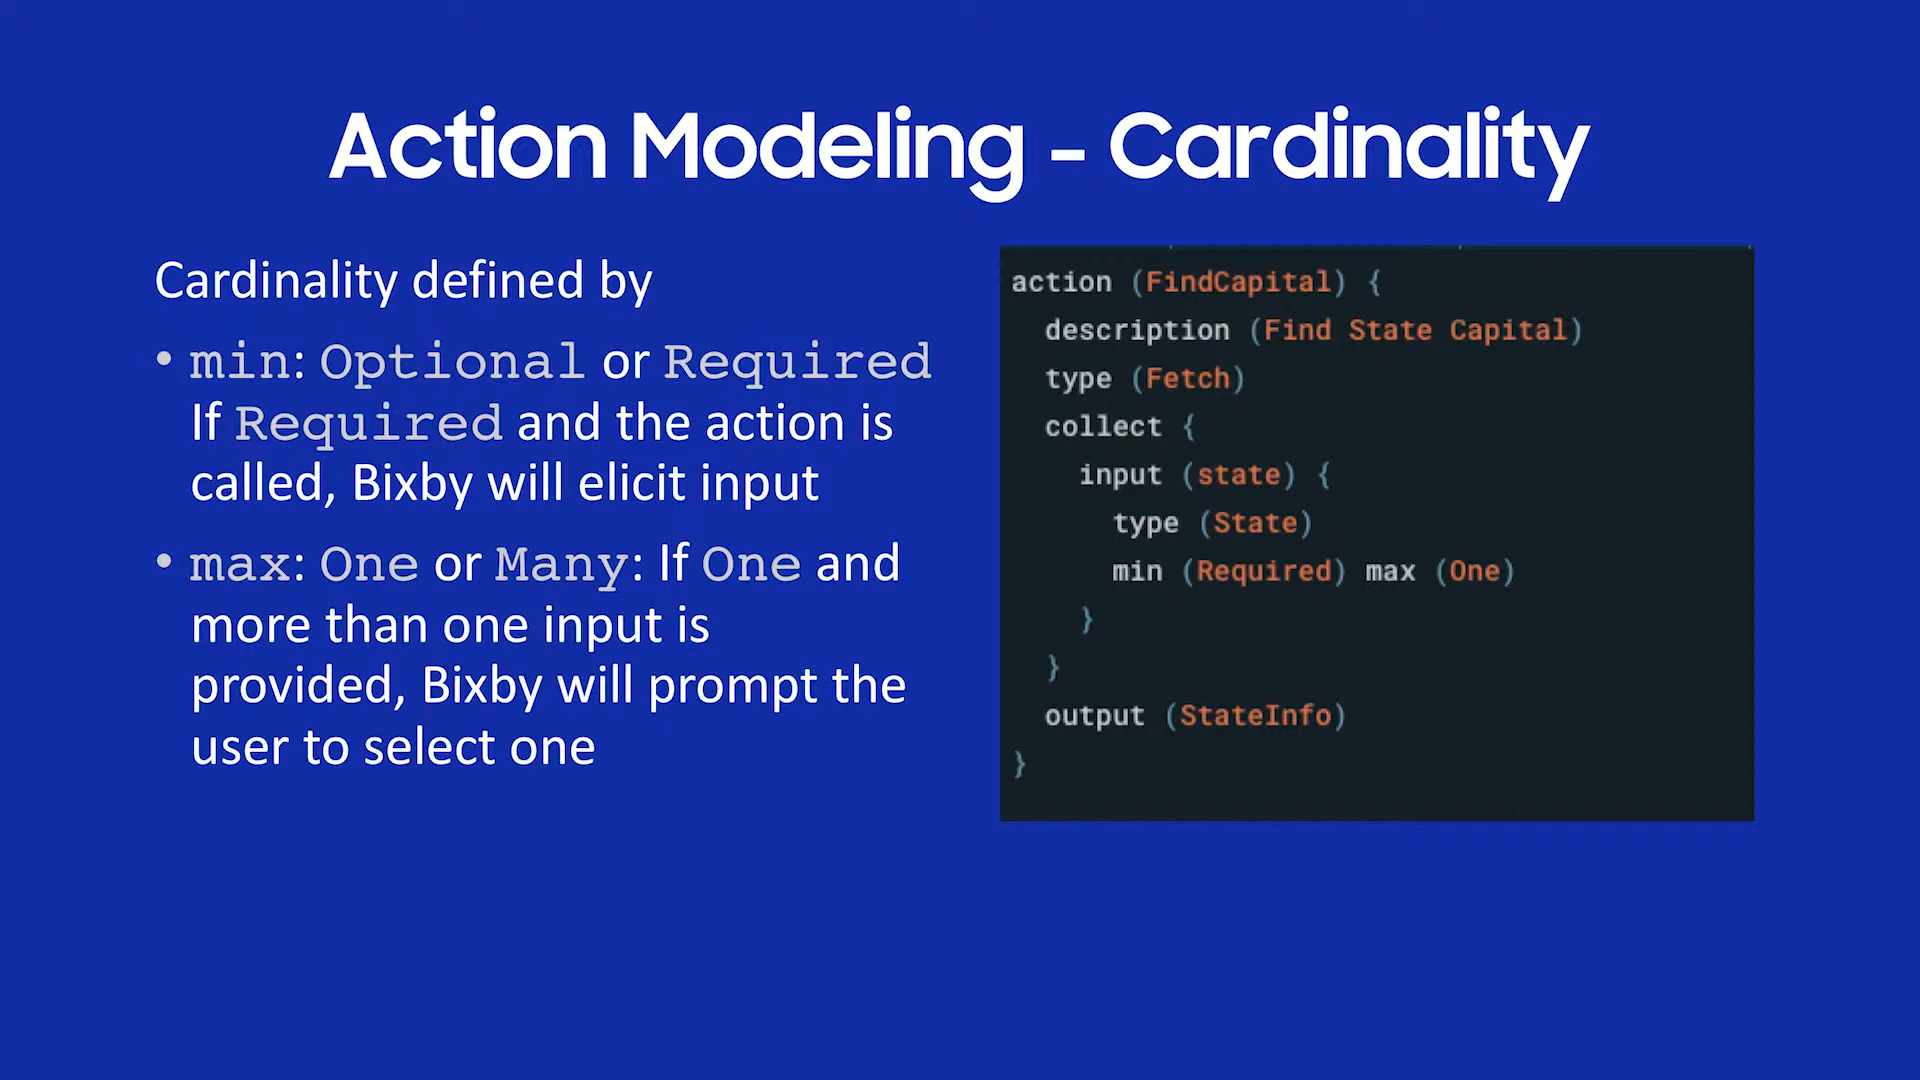 Action Modeling - Cardinality
Cardinality defined by
• min: Optional or Required
If Required and the action is
called, Bixby will elicit input
• max: One or Many: If One and
more than one input is
provided, Bixby will prompt the
user to select one
action (FindCapital) {
  description (Find State Capital)
  type (Fetch)
  collect {
    input (state) {
      type (State)
      min (Required) max (One)
    }
  }
  output (StateInfo)
}